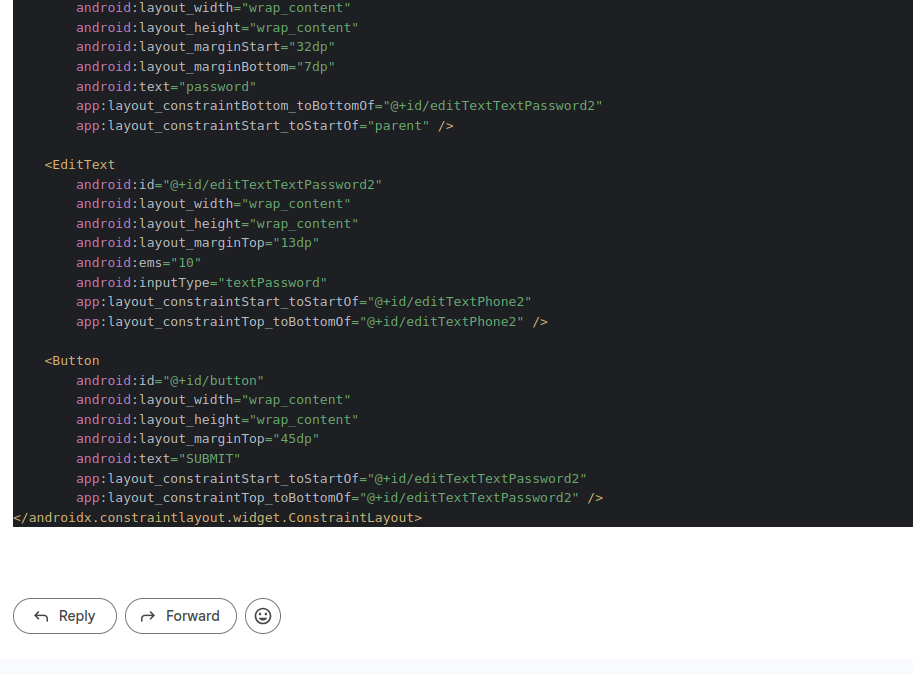 android:layout_width="wrap_content"
android:layout_height="wrap_content"
android:layout_marginStart="32dp"
android:layout_marginBottom="7dp"
android:text="password"
app:layout_constraintBottom_toBottomOf="@+id/editTextTextPassword2"
app:layout_constraintStart_toStartOf="parent" />
<EditText
android:id="@+id/editTextTextPassword2"
android:layout_width="wrap_content"
android:layout_height="wrap_content"
android:layout_marginTop="13dp"
android:ems="10"
android:inputType="textPassword"
app:layout_constraintStart_toStartOf="@+id/editTextPhone2"
app:layout_constraintTop_toBottomOf="@+id/editTextPhone2" />
<Button
android:id="@+id/button"
android:layout_width="wrap_content"
android:layout_height="wrap_content"
android:layout_marginTop="45dp"
android:text="SUBMIT"
app:layout_constraintStart_toStartOf="@+id/editTextTextPassword2"
app:layout_constraintTop_toBottomOf="@+id/editTextTextPassword2" />
</androidx.constraintlayout.widget.ConstraintLayout>
Reply Forward